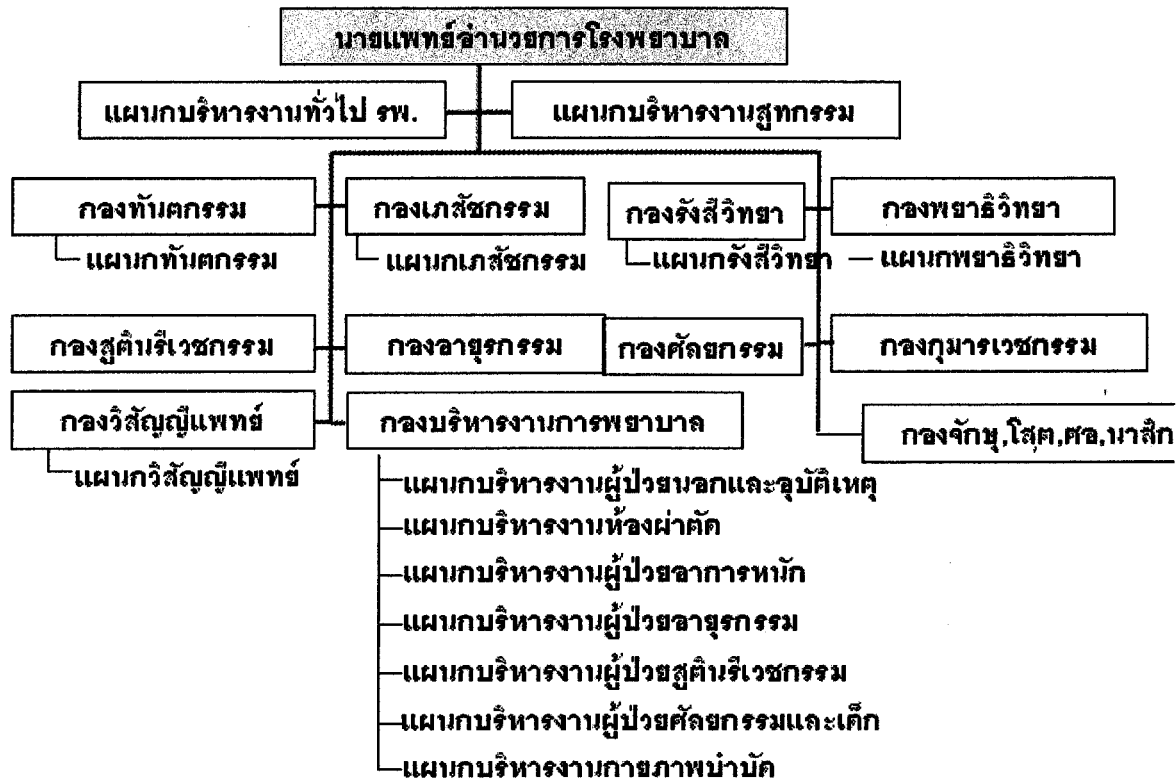 นายแพทย์อำนวยการโรงพยาบาล
แผนกบริหารงานทั่วไป รพ.
แผนกบริหารงานสูทกรรม
กองทันตกรรม
กองเภสัชกรรม
กองรังสีวิทยา
กองพยาธิวิทยา
แผนกทันตกรรม
แผนกเภสัชกรรม
แผนกรังสีวิทยา
แผนกพยาธิวิทยา
กองสูตินรีเวชกรรม
กองอายุรกรรม
กองศัลยกรรม
กองกุมารเวชกรรม
กองวิสัญญีแพทย์
กองบริหารงานการพยาบาล
กองจักษุ,โสต,ศอ,นาสิก
แผนกวิสัญญีแพทย์
แผนกบริหารงานผู้ป่วยนอกและอุบัติเหตุ
แผนกบริหารงานห้องผ่าตัด
แผนกบริหารงานผู้ป่วยอาการหนัก
แผนกบริหารงานผู้ป่วยอายุรกรรม
แผนกบริหารงานผู้ป่วยสูตินรีเวชกรรม
แผนกบริหารงานผู้ป่วยศัลยกรรมและเด็ก
แผนกบริหารงานกายภาพบำบัด